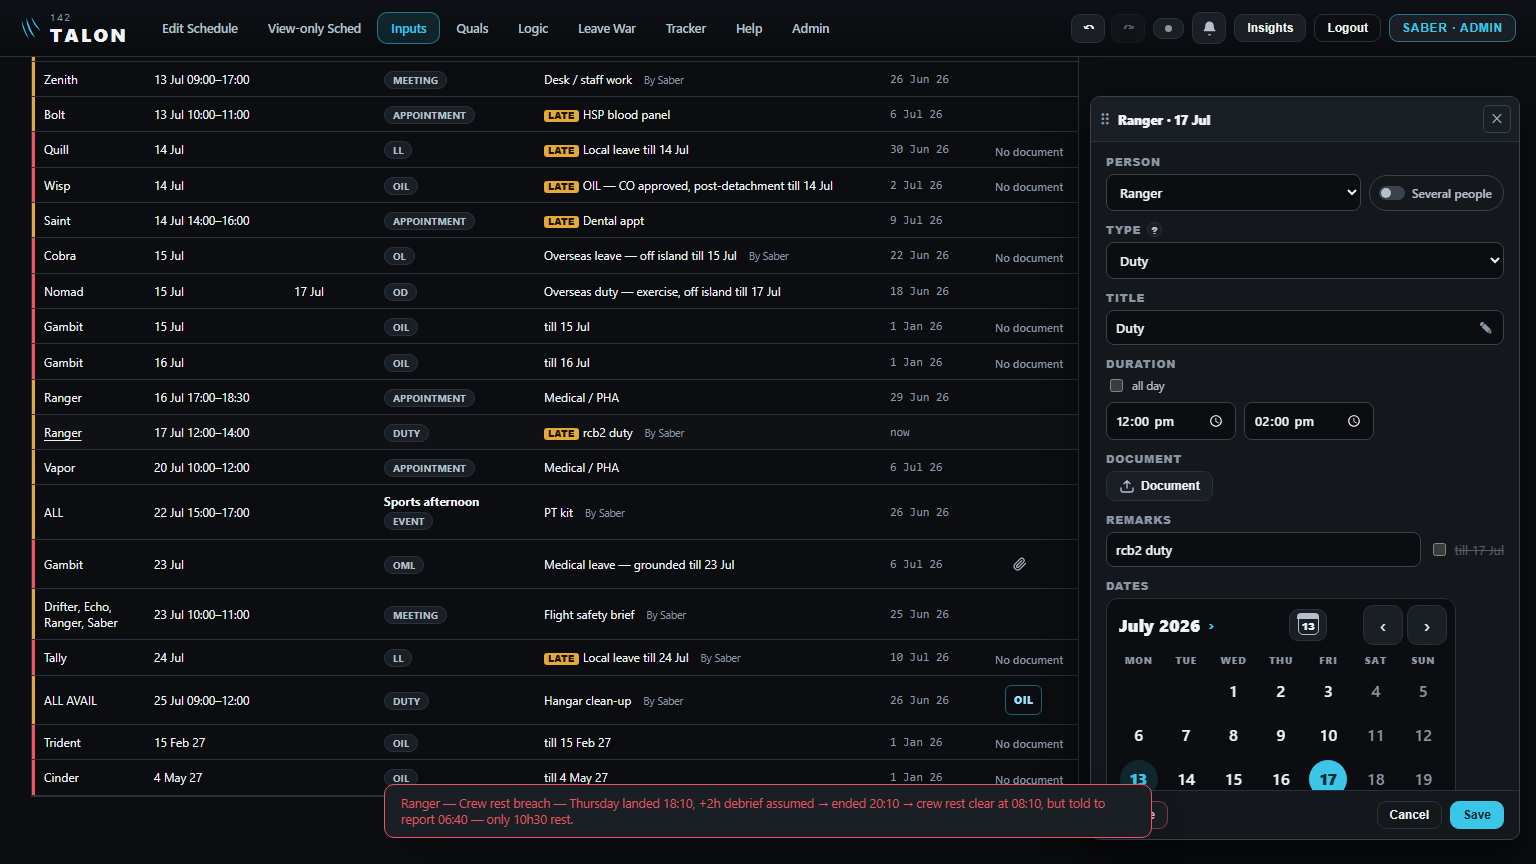 142
TALON
Edit Schedule
View-only Sched
Inputs
Quals
Logic
Leave War
Tracker
Help
Admin
Insights
Logout
SABER · ADMIN
Zenith 13 Jul 09:00–17:00 MEETING Desk / staff work By Saber 26 Jun 26
Bolt 13 Jul 10:00–11:00 APPOINTMENT LATE HSP blood panel 6 Jul 26
Quill 14 Jul LL LATE Local leave till 14 Jul 30 Jun 26 No document
Wisp 14 Jul OIL LATE OIL — CO approved, post-detachment till 14 Jul 2 Jul 26 No document
Saint 14 Jul 14:00–16:00 APPOINTMENT LATE Dental appt 9 Jul 26
Cobra 15 Jul OL Overseas leave — off island till 15 Jul By Saber 22 Jun 26 No document
Nomad 15 Jul 17 Jul OD Overseas duty — exercise, off island till 17 Jul 18 Jun 26
Gambit 15 Jul OIL till 15 Jul 1 Jan 26 No document
Gambit 16 Jul OIL till 16 Jul 1 Jan 26 No document
Ranger 16 Jul 17:00–18:30 APPOINTMENT Medical / PHA 29 Jun 26
Ranger 17 Jul 12:00–14:00 DUTY LATE rcb2 duty By Saber now
Vapor 20 Jul 10:00–12:00 APPOINTMENT Medical / PHA 6 Jul 26
Sports afternoon
ALL 22 Jul 15:00–17:00 EVENT PT kit By Saber 26 Jun 26
Gambit 23 Jul OML Medical leave — grounded till 23 Jul 6 Jul 26
Drifter, Echo,
Ranger, Saber 23 Jul 10:00–11:00 MEETING Flight safety brief By Saber 25 Jun 26
Tally 24 Jul LL LATE Local leave till 24 Jul By Saber 10 Jul 26 No document
ALL AVAIL 25 Jul 09:00–12:00 DUTY Hangar clean-up By Saber 26 Jun 26 OIL
Trident 15 Feb 27 OIL till 15 Feb 27 1 Jan 26 No document
Cinder 4 May 27 OIL till 4 May 27 1 Jan 26 No document
Ranger — Crew rest breach — Thursday landed 18:10, +2h debrief assumed → ended 20:10 → crew rest clear at 08:10, but told to
report 06:40 — only 10h30 rest.
Ranger · 17 Jul
PERSON
Ranger
Several people
TYPE ?
Duty
TITLE
Duty
DURATION
all day
12:00 pm
02:00 pm
DOCUMENT
Document
REMARKS
rcb2 duty
till 17 Jul
DATES
July 2026 ›
13
‹ ›
MON TUE WED THU FRI SAT SUN
1 2 3 4 5
6 7 8 9 10 11 12
13 14 15 16 17 18 19
Cancel
Save